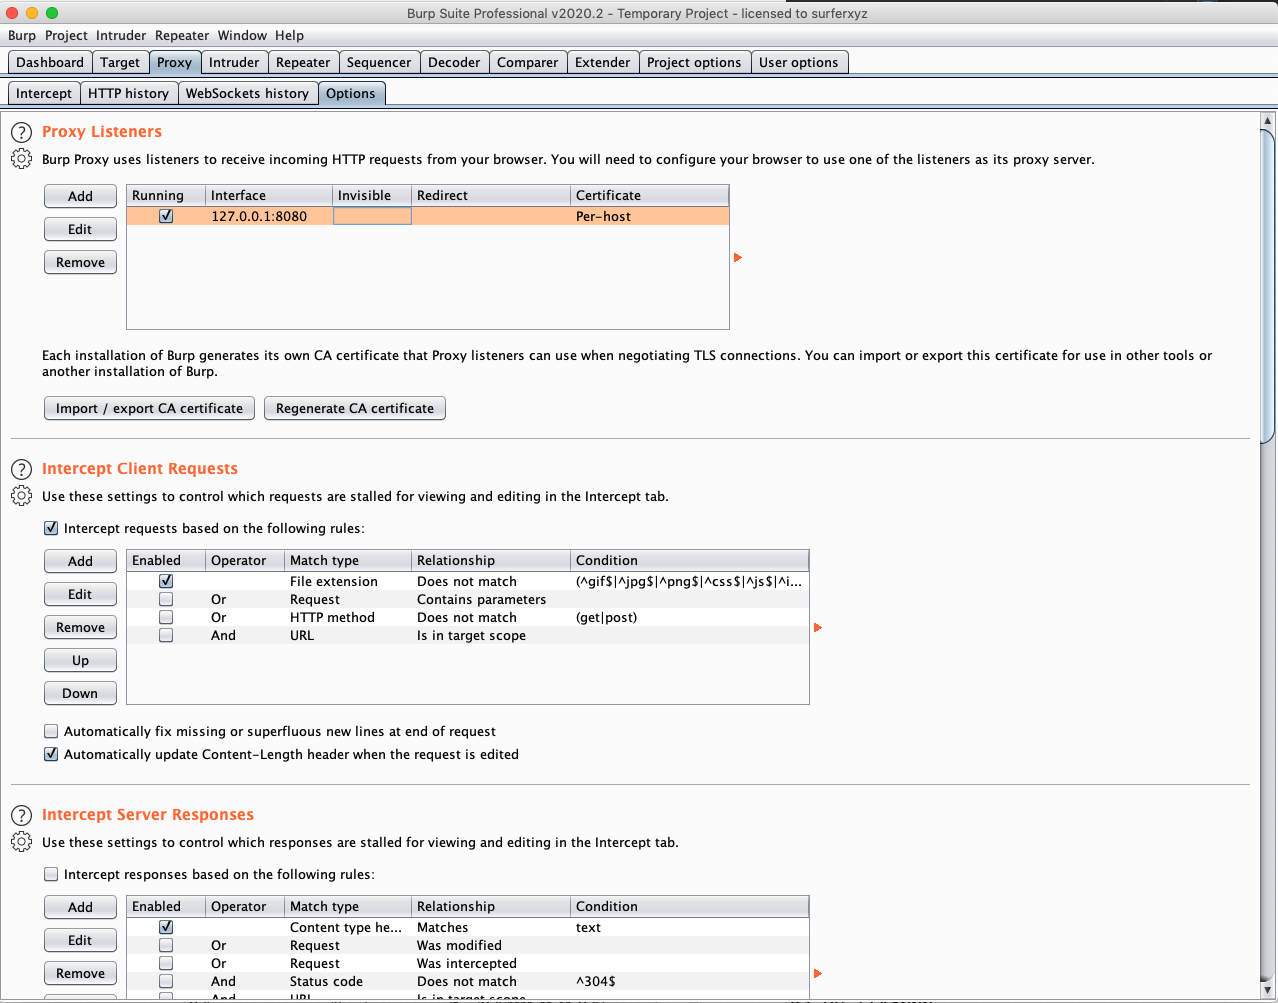 Burp Suite Professional v2020.2 - Temporary Project - licensed to surferxyz
Burp Project Intruder Repeater Window Help
Dashboard Target Proxy Intruder Repeater Sequencer Decoder Comparer Extender Project options User options
Intercept HTTP history WebSockets history Options
? Proxy Listeners
Burp Proxy uses listeners to receive incoming HTTP requests from your browser. You will need to configure your browser to use one of the listeners as its proxy server.
Add Running Interface Invisible Redirect Certificate
127.0.0.1:8080 Per-host
Edit
Remove
Each installation of Burp generates its own CA certificate that Proxy listeners can use when negotiating TLS connections. You can import or export this certificate for use in other tools or
another installation of Burp.
Import / export CA certificate Regenerate CA certificate
? Intercept Client Requests
Use these settings to control which requests are stalled for viewing and editing in the Intercept tab.
Intercept requests based on the following rules:
Add Enabled Operator Match type Relationship Condition
File extension Does not match (^gif$|^jpg$|^png$|^css$|^js$|^i...
Edit Or Request Contains parameters
Or HTTP method Does not match (get|post)
Remove And URL Is in target scope
Up
Down
Automatically fix missing or superfluous new lines at end of request
Automatically update Content-Length header when the request is edited
? Intercept Server Responses
Use these settings to control which responses are stalled for viewing and editing in the Intercept tab.
Intercept responses based on the following rules:
Add Enabled Operator Match type Relationship Condition
Content type he... Matches text
Edit Or Request Was modified
Or Request Was intercepted
Remove And Status code Does not match ^304$
And URL Is in target scope